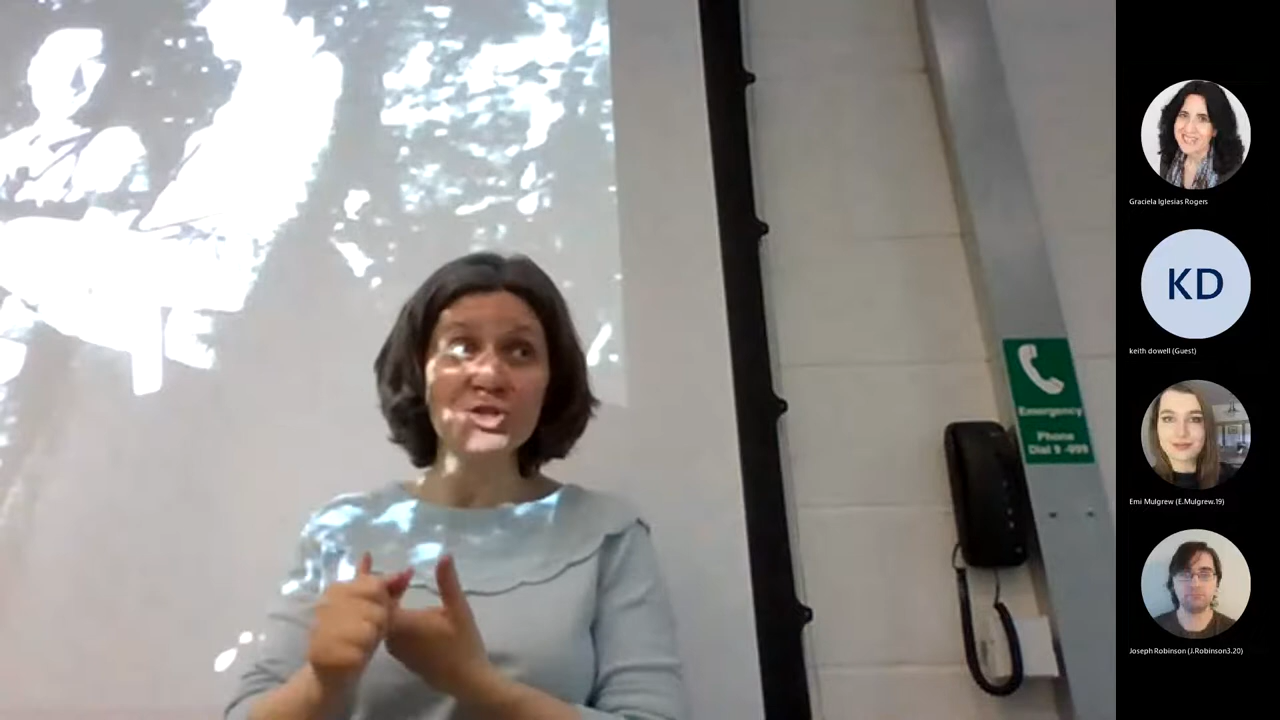 Graciela Iglesias Rogers
KD
keith dowell (Guest)
Emi Mulgrew (E.Mulgrew.19)
Joseph Robinson (J.Robinson3.20)
Emergency
Phone
Dial 9 -999